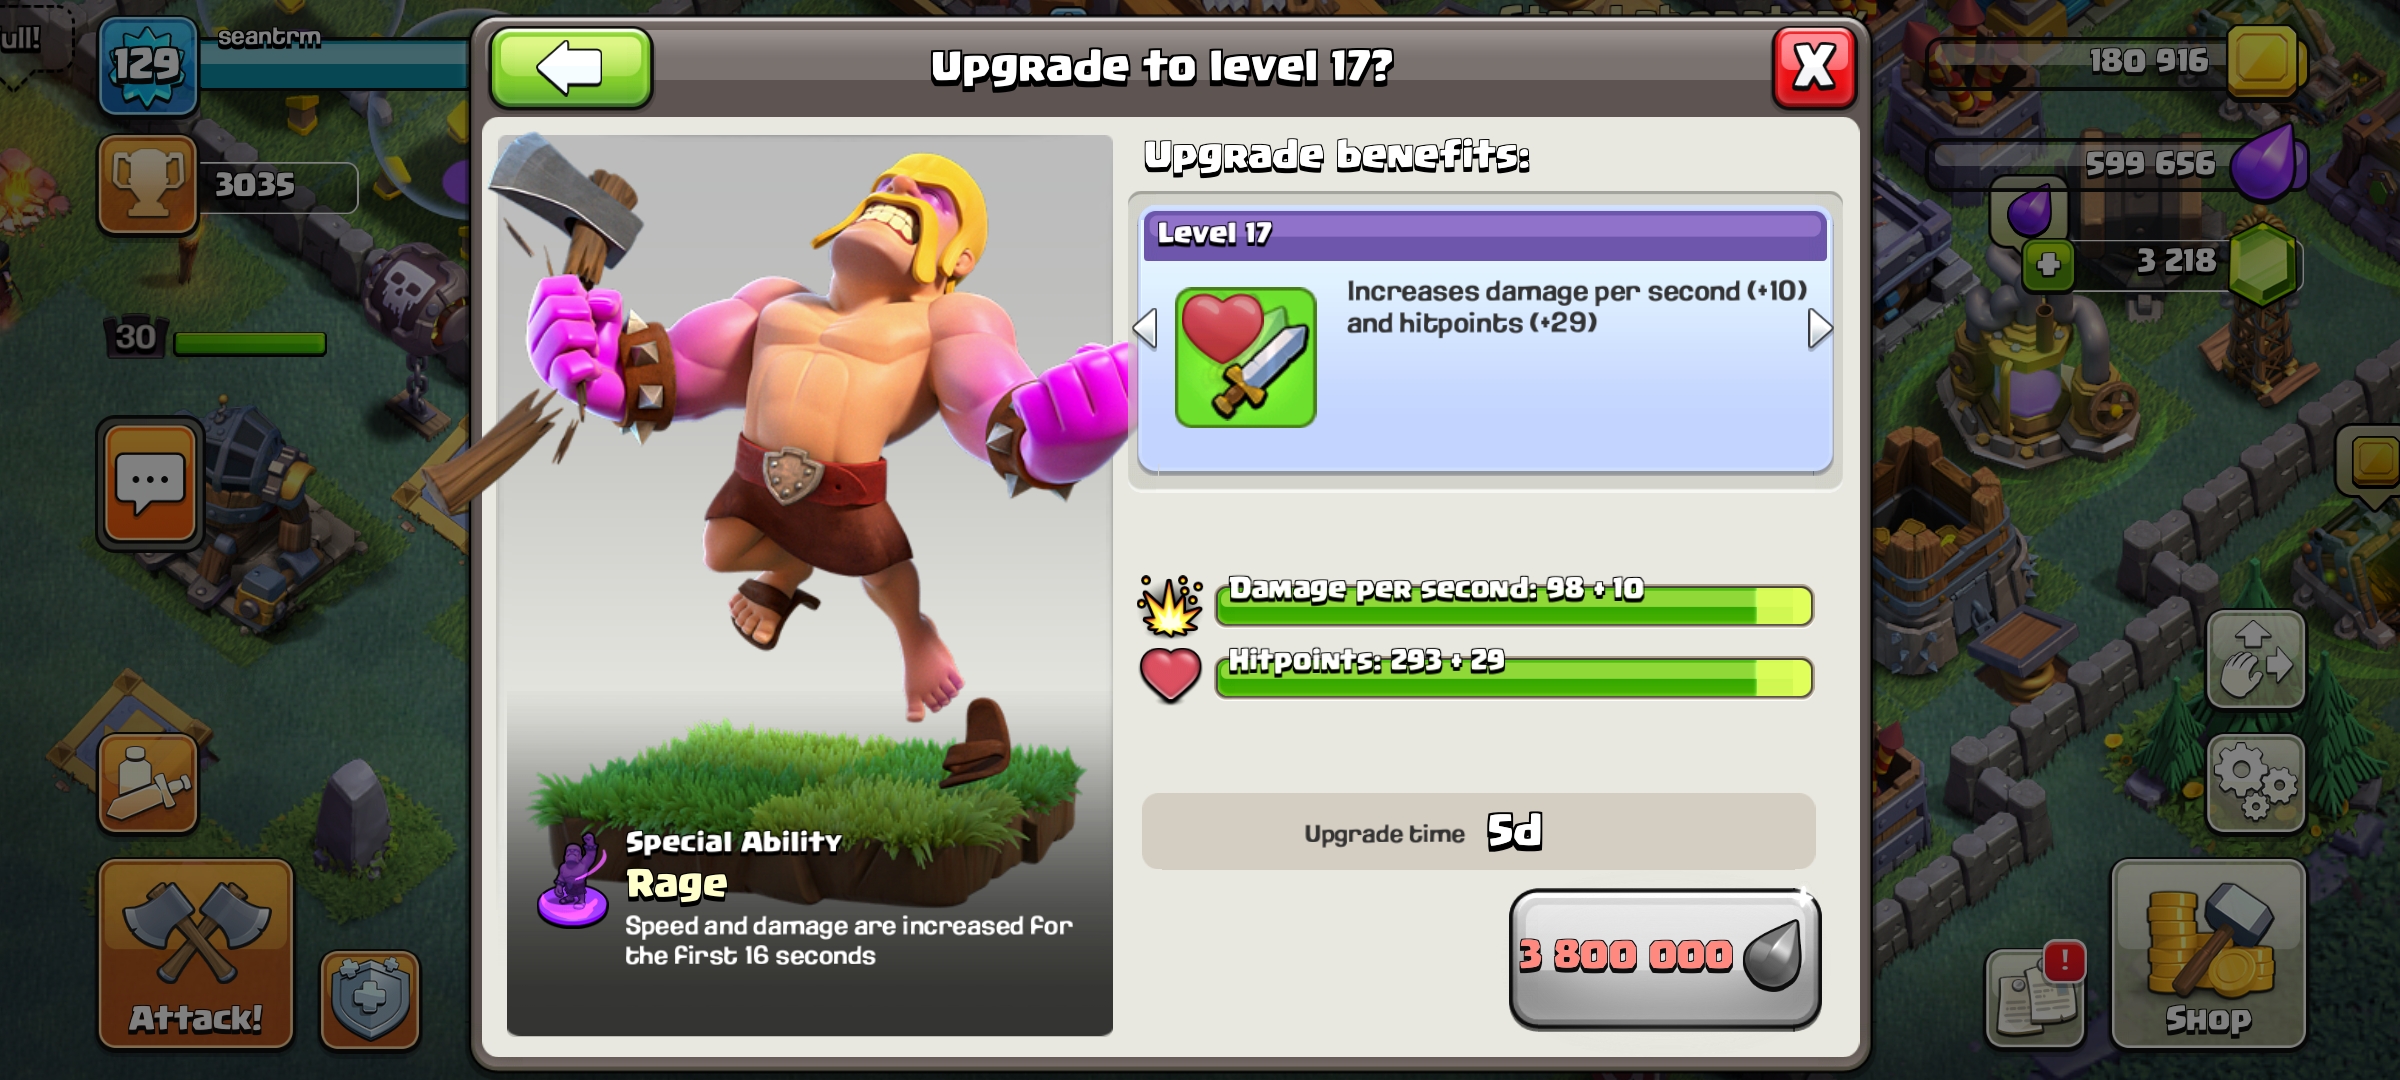 ull!
129
seantrm
Upgrade to level 17?
X
180 916
3035
Upgrade benefits:
599 656
Level 17
Increases damage per second (+10)
and hitpoints (+29)
3 218
30
Damage per second: 98 + 10
Hitpoints: 293 + 29
Upgrade time 5d
Special Ability
Rage
Speed and damage are increased for
the first 16 seconds
3 800 000
!
Attack!
Shop